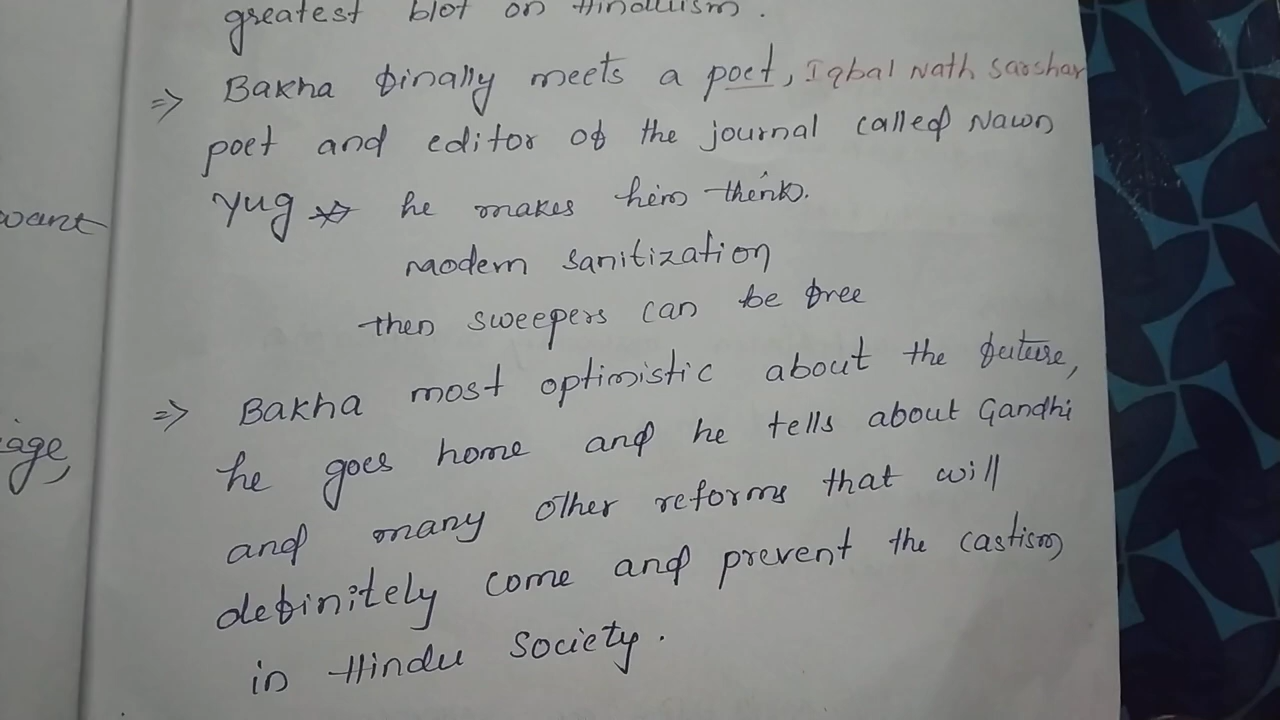 greatest blot on Hinduism.
⇒ Bakha finally meets a poet, Iqbal Nath Sarshar
poet and editor of the journal called Nawn
want
Yug he makes him think.
modern sanitization
then sweepers can be free
⇒ Bakha most optimistic about the future,
age,
he goes home and he tells about Gandhi
and many other reforms that will
definitely come and prevent the castism
in Hindu Society.